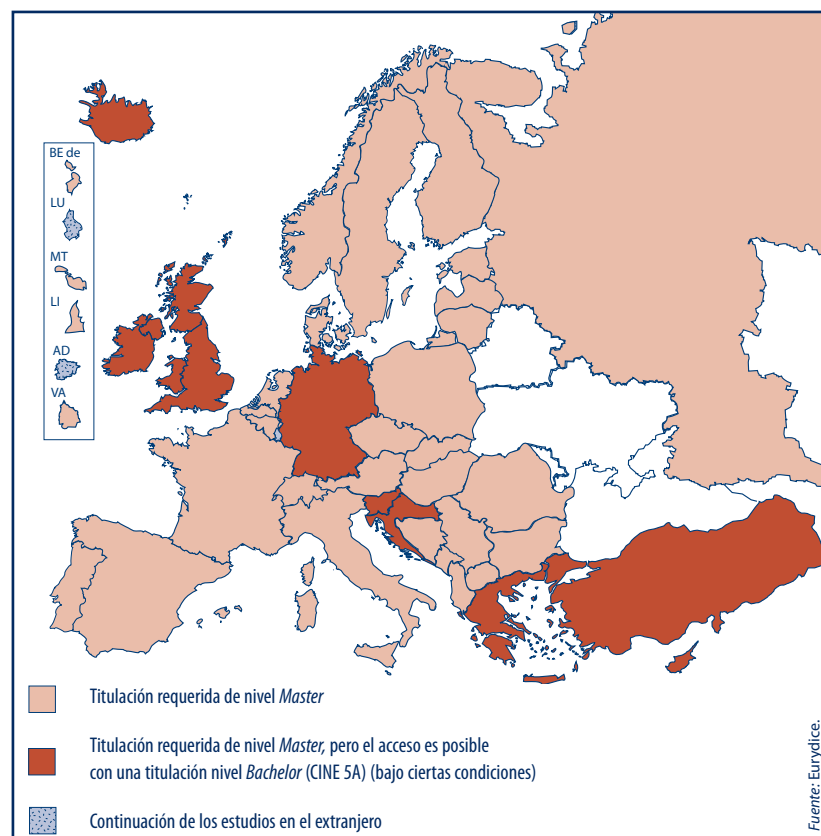 BE de
LU
MT
LI
AD
VA
Titulación requerida de nivel Master
Titulación requerida de nivel Master, pero el acceso es posible
con una titulación nivel Bachelor (CINE 5A) (bajo ciertas condiciones)
Continuación de los estudios en el extranjero
Fuente: Eurydice.